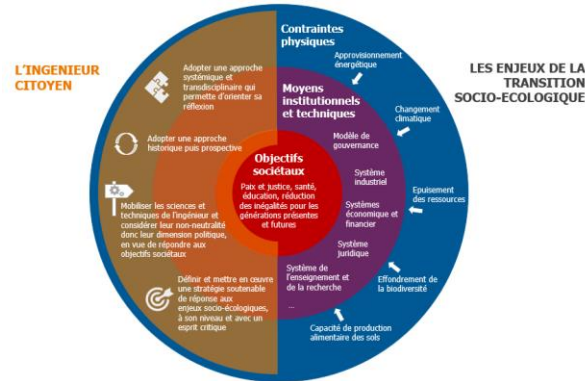 L'INGENIEUR
CITOYEN
Adopter une approche
systémique et
transdisciplinaire qui
permette d'orienter sa
réflexion
Adopter une approche
historique puis prospective
Mobiliser les sciences et
techniques de l'ingénieur et
considérer leur non-neutralité
donc leur dimension politique,
en vue de répondre aux
objectifs sociétaux
Définir et mettre en œuvre
une stratégie soutenable
de réponse aux
enjeux socio-écologiques,
à son niveau et avec un
esprit critique
Objectifs
sociétaux
Paix et justice, santé,
éducation, réduction
des inégalités pour les
générations présentes
et futures
Moyens
institutionnels
et techniques
Modèle de
gouvernance
Système
industriel
Systèmes
économique et
financier
Système
juridique
Système de
l'enseignement et
de la recherche
...
Contraintes
physiques
Approvisionnement
énergétique
Changement
climatique
Epuisement
des ressources
Effondrement de
la biodiversité
Capacité de production
alimentaire des sols
LES ENJEUX DE LA
TRANSITION
SOCIO-ECOLOGIQUE